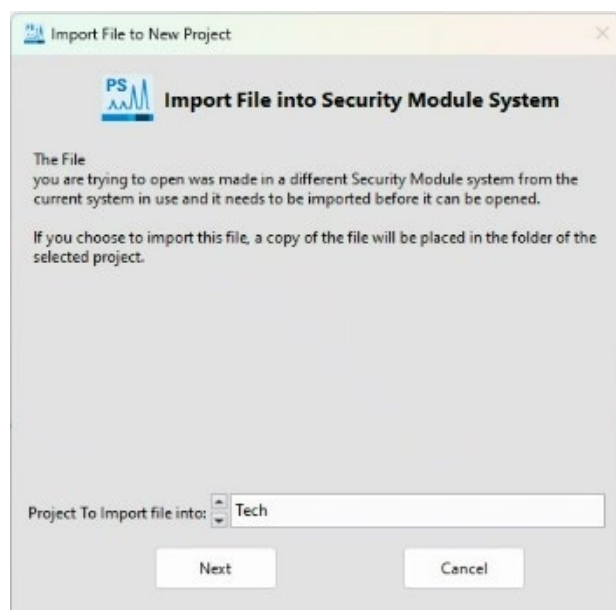 Import File to New Project
PS
Import File into Security Module System
The File
you are trying to open was made in a different Security Module system from the
current system in use and it needs to be imported before it can be opened.
If you choose to import this file, a copy of the file will be placed in the folder of the
selected project.
Project To Import file into: Tech
Next Cancel